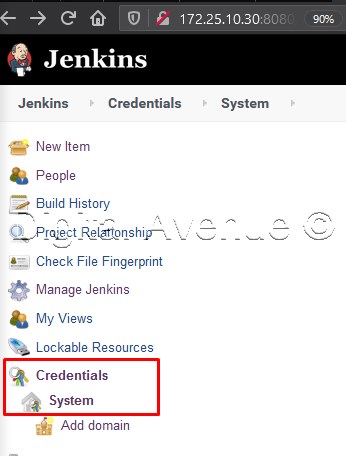 172.25.10.30:8080
90%
Jenkins
Jenkins Credentials System
New Item
People
Build History
Project Relationship
Digital Avenue ©
Check File Fingerprint
Manage Jenkins
My Views
Lockable Resources
Credentials
System
Add domain